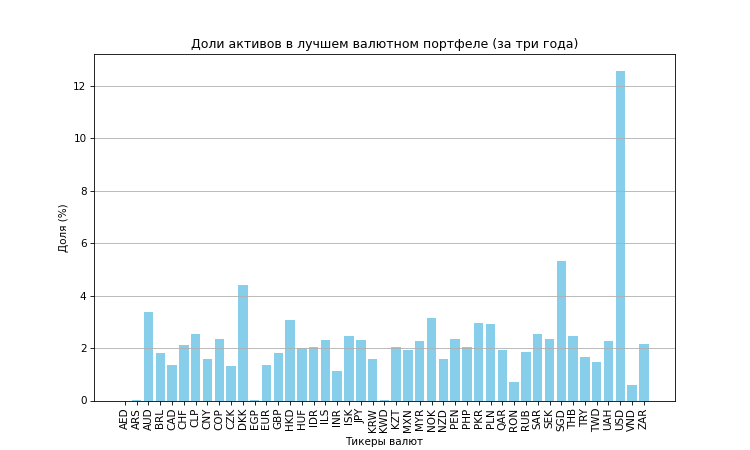 Доли активов в лучшем валютном портфеле (за три года)
Доля (%)
12
10
8
6
4
2
0
AED ARS AUD BRL CAD CHF CLP CNY COP CZK DKK EGP EUR GBP HKD HUF IDR ILS INR ISK JPY KRW KWD KZT MXN MYR NOK NZD PEN PHP PKR PLN QAR RON RUB SAR SEK SGD THB TRY TWD UAH USD VND ZAR
Тикеры валют